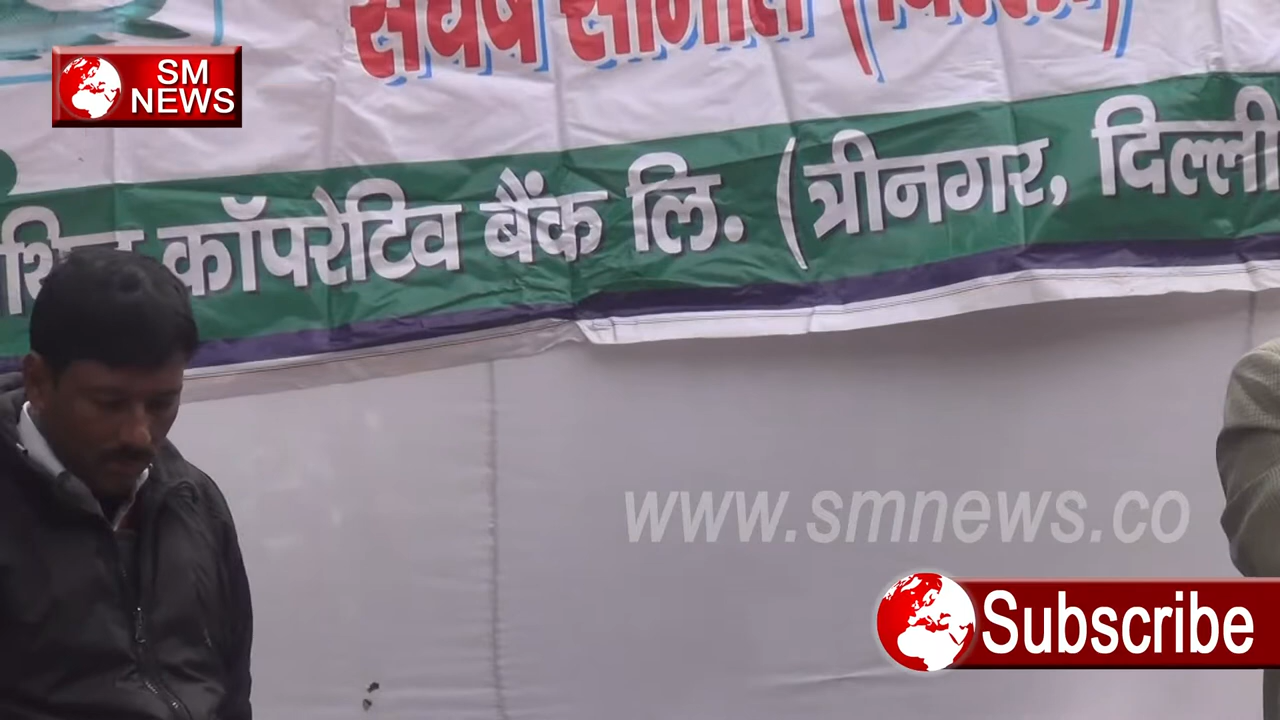 SM
NEWS
कॉपरेटिव बैंक लि. (त्रीनगर, दिल्ली
www.smnews.co
Subscribe